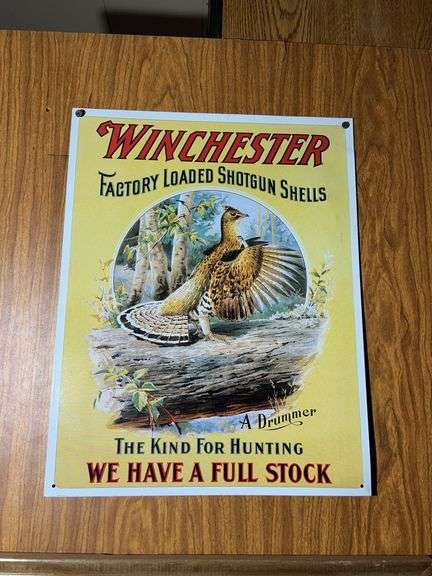 WINCHESTER
FACTORY LOADED SHOTGUN SHELLS
A Drummer
THE KIND FOR HUNTING
WE HAVE A FULL STOCK